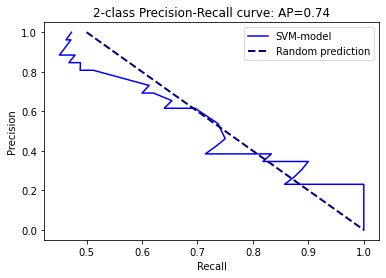 2-class Precision-Recall curve: AP=0.74
SVM-model
Random prediction
Precision
1.0
0.8
0.6
0.4
0.2
0.0
0.5 0.6 0.7 0.8 0.9 1.0
Recall